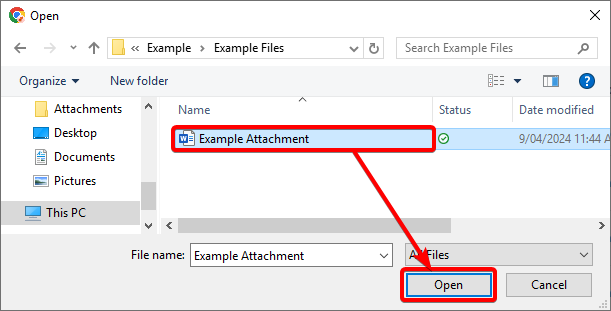 Open
Example Example Files
Search Example Files
Organize New folder
Name Status Date modified
Attachments
Desktop
Documents
Pictures
This PC
Example Attachment 9/04/2024 11:44 A
File name: Example Attachment
Files
Open Cancel